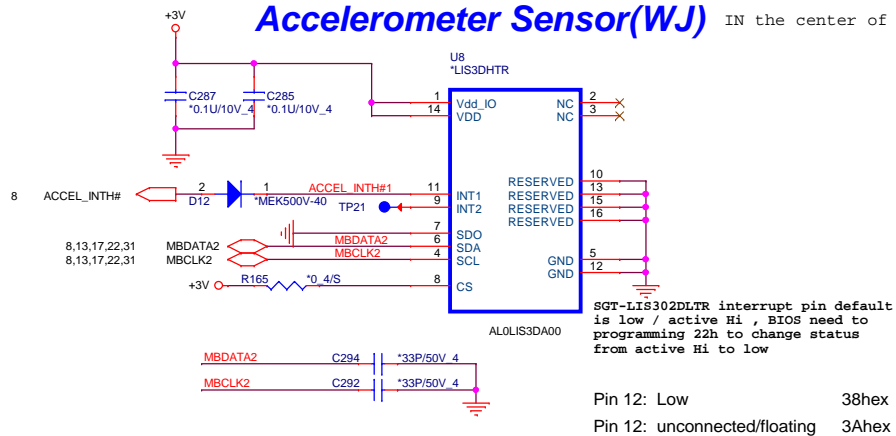 Accelerometer Sensor(WJ) IN the center of
+3V
U8
*LIS3DHTR
C287
*0.1U/10V_4
C285
*0.1U/10V_4
1 Vdd_IO NC 2
14 VDD NC 3
RESERVED 10
RESERVED 13
RESERVED 15
RESERVED 16
8 ACCEL_INTH# 2 D12 1 *MEK500V-40 ACCEL_INTH#1 11 INT1
TP21 9 INT2
7 SDO
8,13,17,22,31 MBDATA2 MBDATA2 6 SDA
8,13,17,22,31 MBCLK2 MBCLK2 4 SCL
GND 5
GND 12
+3V R165 *0_4/S 8 CS
AL0LIS3DA00
SGT-LIS302DLTR interrupt pin default
is low / active Hi , BIOS need to
programming 22h to change status
from active Hi to low
MBDATA2 C294 *33P/50V_4
MBCLK2 C292 *33P/50V_4
Pin 12: Low 38hex
Pin 12: unconnected/floating 3Ahex